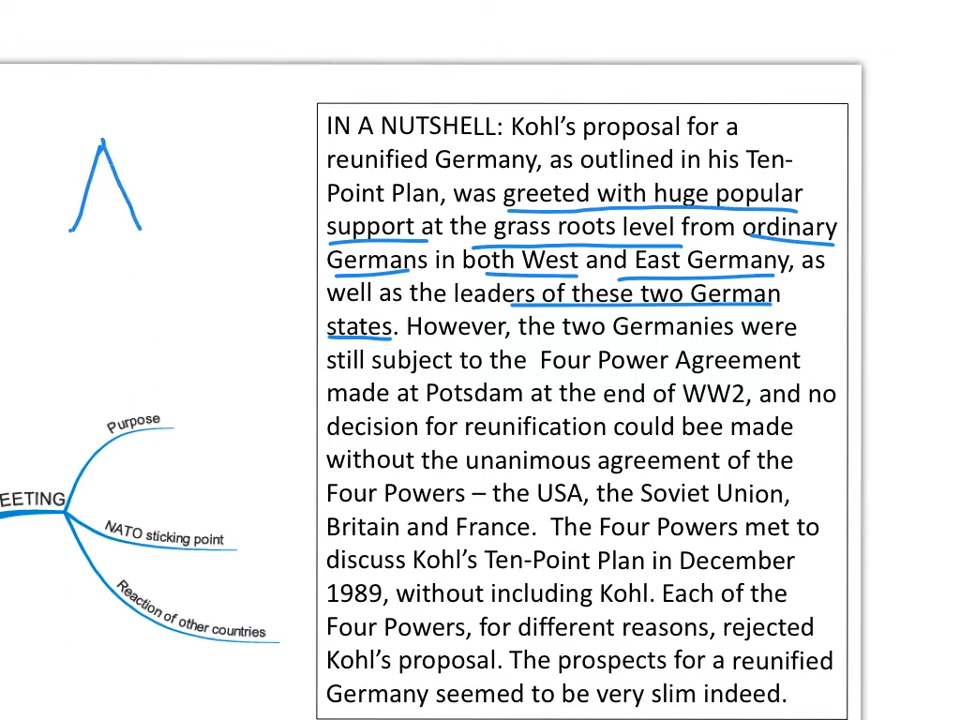 IN A NUTSHELL: Kohl’s proposal for a
reunified Germany, as outlined in his Ten-
Point Plan, was greeted with huge popular
support at the grass roots level from ordinary
Germans in both West and East Germany, as
well as the leaders of these two German
states. However, the two Germanies were
still subject to the  Four Power Agreement
made at Potsdam at the end of WW2, and no
decision for reunification could bee made
without the unanimous agreement of the
Four Powers – the USA, the Soviet Union,
Britain and France.  The Four Powers met to
discuss Kohl’s Ten-Point Plan in December
1989, without including Kohl. Each of the
Four Powers, for different reasons, rejected
Kohl’s proposal. The prospects for a reunified
Germany seemed to be very slim indeed.
Purpose
EETING
NATO sticking point
Reaction of other countries